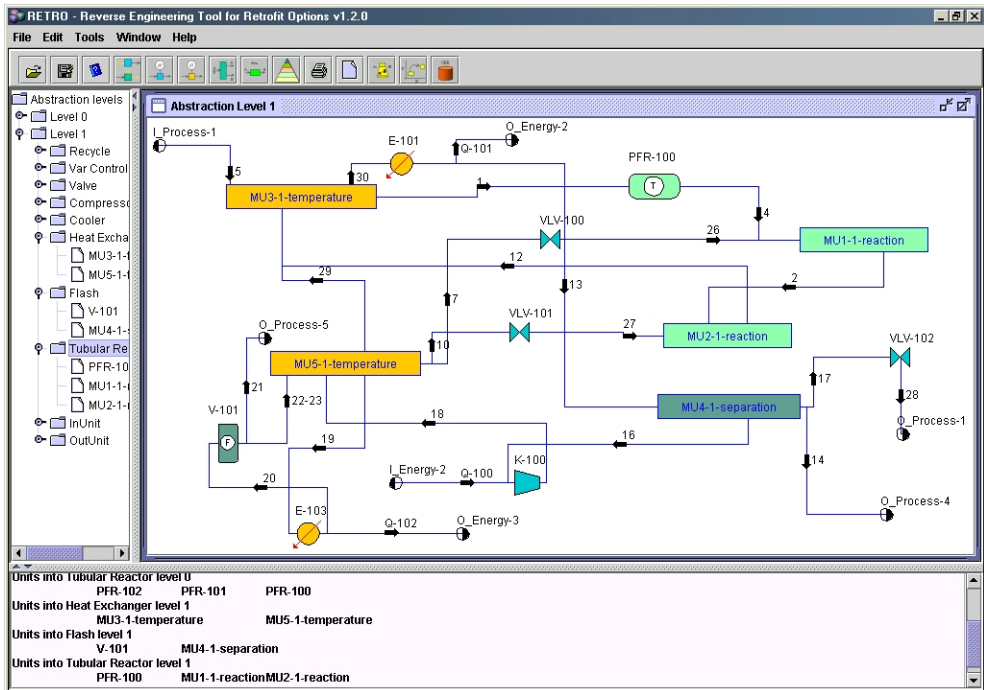 RETRO - Reverse Engineering Tool for Retrofit Options v1.2.0
File Edit Tools Window Help
Abstraction levels
Level 0
Level 1
Recycle
Var Control
Valve
Compresso
Cooler
Heat Excha
MU3-1-t
MU5-1-t
Flash
V-101
MU4-1-s
Tubular Re
PFR-10
MU1-1-r
MU2-1-r
InUnit
OutUnit
Abstraction Level 1
I_Process-1
E-101
O_Energy-2
Q-101
PFR-100
5
30
1
T
MU3-1-temperature
4
VLV-100
26
MU1-1-reaction
12
29
13
2
7
VLV-101
27
O_Process-5
10
MU2-1-reaction
VLV-102
MU5-1-temperature
17
21
22-23
28
MU4-1-separation
V-101
18
O_Process-1
F
19
16
K-100
14
I_Energy-2
Q-100
20
E-103
O_Process-4
Q-102
O_Energy-3
Units into Tubular Reactor level 0
PFR-102 PFR-101 PFR-100
Units into Heat Exchanger level 1
MU3-1-temperature MU5-1-temperature
Units into Flash level 1
V-101 MU4-1-separation
Units into Tubular Reactor level 1
PFR-100 MU1-1-reactionMU2-1-reaction